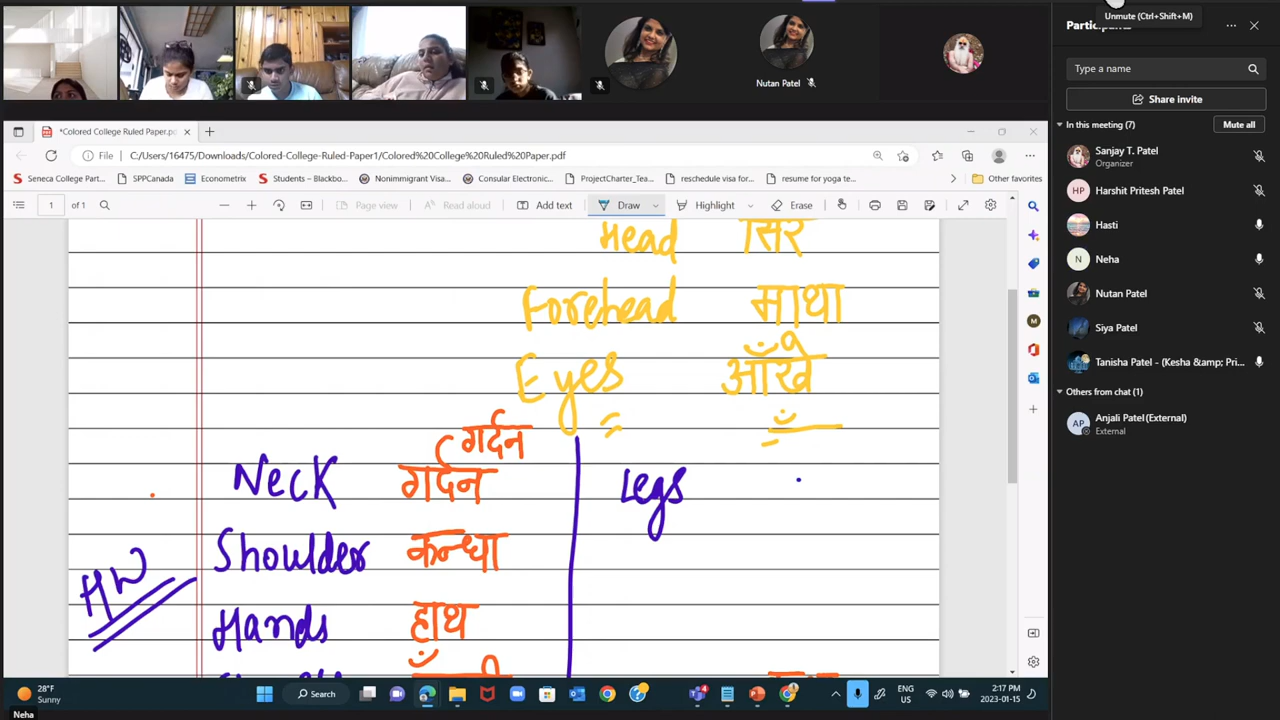 Unmute (Ctrl+Shift+M)
Nutan Patel
Type a name
Share invite
In this meeting (7)
Mute all
Sanjay T. Patel
Organizer
Harshit Pritesh Patel
Hasti
Neha
Nutan Patel
Siya Patel
Tanisha Patel - (Kesha &amp; Pri...
Others from chat (1)
Anjali Patel(External)
External
*Colored College Ruled Paper.pd
File
C:/Users/16475/Downloads/Colored-College-Ruled-Paper1/Colored%20College%20Ruled%20Paper.pdf
Seneca College Part...
SPPCanada
Econometrix
Students – Blackbo...
Nonimmigrant Visa...
Consular Electronic...
ProjectCharter_Tea...
reschedule visa for...
resume for yoga te...
Other favorites
1 of 1
Page view
Read aloud
Add text
Draw
Highlight
Erase
Head सिर
Forehead माथा
Eyes आँखे
गर्दन
Neck गर्दन Legs
Shoulder कन्धा
HW
Hands हाथ
28°F
Sunny
Search
ENG
US
2:17 PM
2023-01-15
Neha